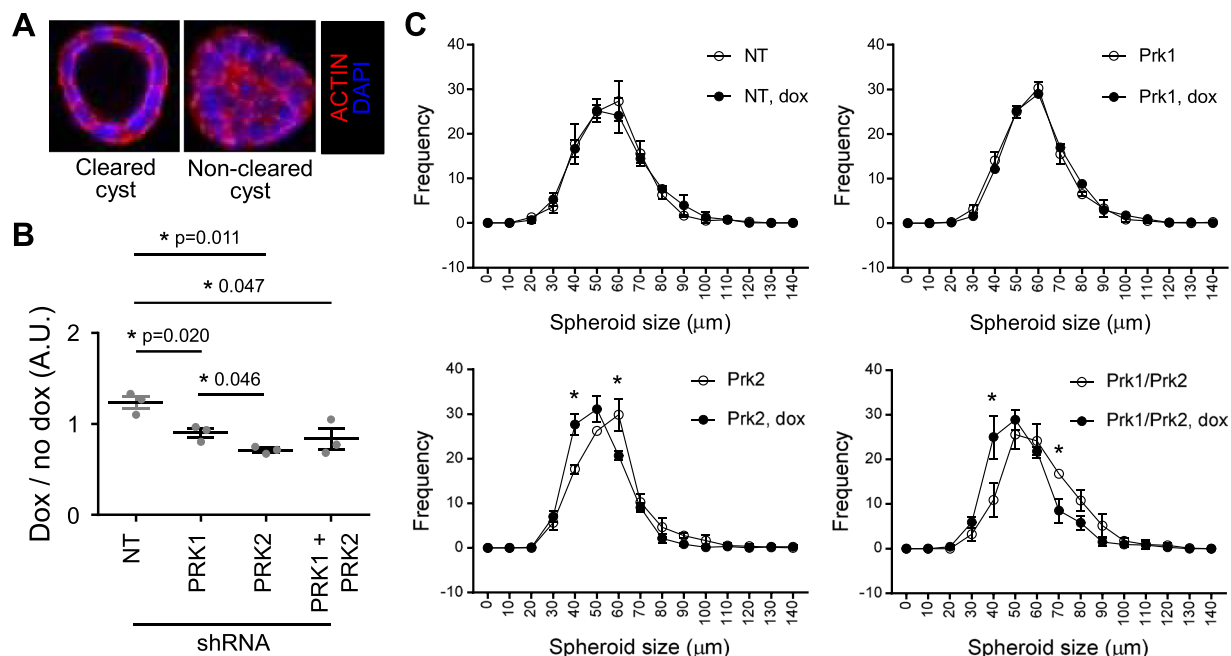 A
ACTIN
DAPI
Cleared
cyst
Non-cleared
cyst
B
* p=0.011
* 0.047
* p=0.020
* 0.046
Dox / no dox (A.U.)
2
1
0
NT
PRK1
PRK2
PRK1 +
PRK2
shRNA
C
Frequency
40
30
20
10
0
-10
NT
NT, dox
0 10 20 30 40 50 60 70 80 90 100 110 120 130 140
Spheroid size (μm)
Frequency
40
30
20
10
0
-10
Prk1
Prk1, dox
0 10 20 30 40 50 60 70 80 90 100 110 120 130 140
Spheroid size (μm)
Frequency
40
30
20
10
0
-10
* *
Prk2
Prk2, dox
0 10 20 30 40 50 60 70 80 90 100 110 120 130 140
Spheroid size (μm)
Frequency
40
30
20
10
0
-10
* *
Prk1/Prk2
Prk1/Prk2, dox
0 10 20 30 40 50 60 70 80 90 100 110 120 130 140
Spheroid size (μm)